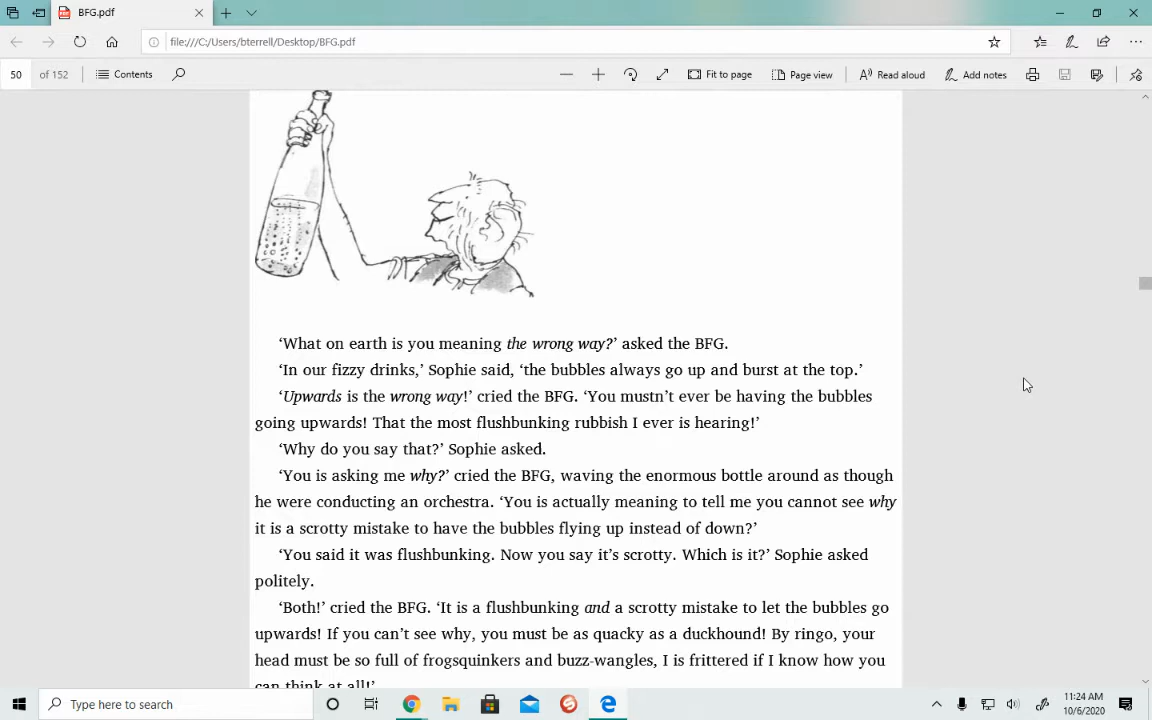 BFG.pdf
file:///C:/Users/bterrell/Desktop/BFG.pdf
50 of 152 Contents Fit to page Page view Read aloud Add notes
‘What on earth is you meaning the wrong way?’ asked the BFG.
‘In our fizzy drinks,’ Sophie said, ‘the bubbles always go up and burst at the top.’
‘Upwards is the wrong way!’ cried the BFG. ‘You mustn’t ever be having the bubbles
going upwards! That the most flushbunking rubbish I ever is hearing!’
‘Why do you say that?’ Sophie asked.
‘You is asking me why?’ cried the BFG, waving the enormous bottle around as though
he were conducting an orchestra. ‘You is actually meaning to tell me you cannot see why
it is a scrotty mistake to have the bubbles flying up instead of down?’
‘You said it was flushbunking. Now you say it’s scrotty. Which is it?’ Sophie asked
politely.
‘Both!’ cried the BFG. ‘It is a flushbunking and a scrotty mistake to let the bubbles go
upwards! If you can’t see why, you must be as quacky as a duckhound! By ringo, your
head must be so full of frogsquinkers and buzz-wangles, I is frittered if I know how you
can think at all!’
Type here to search
11:24 AM
10/6/2020